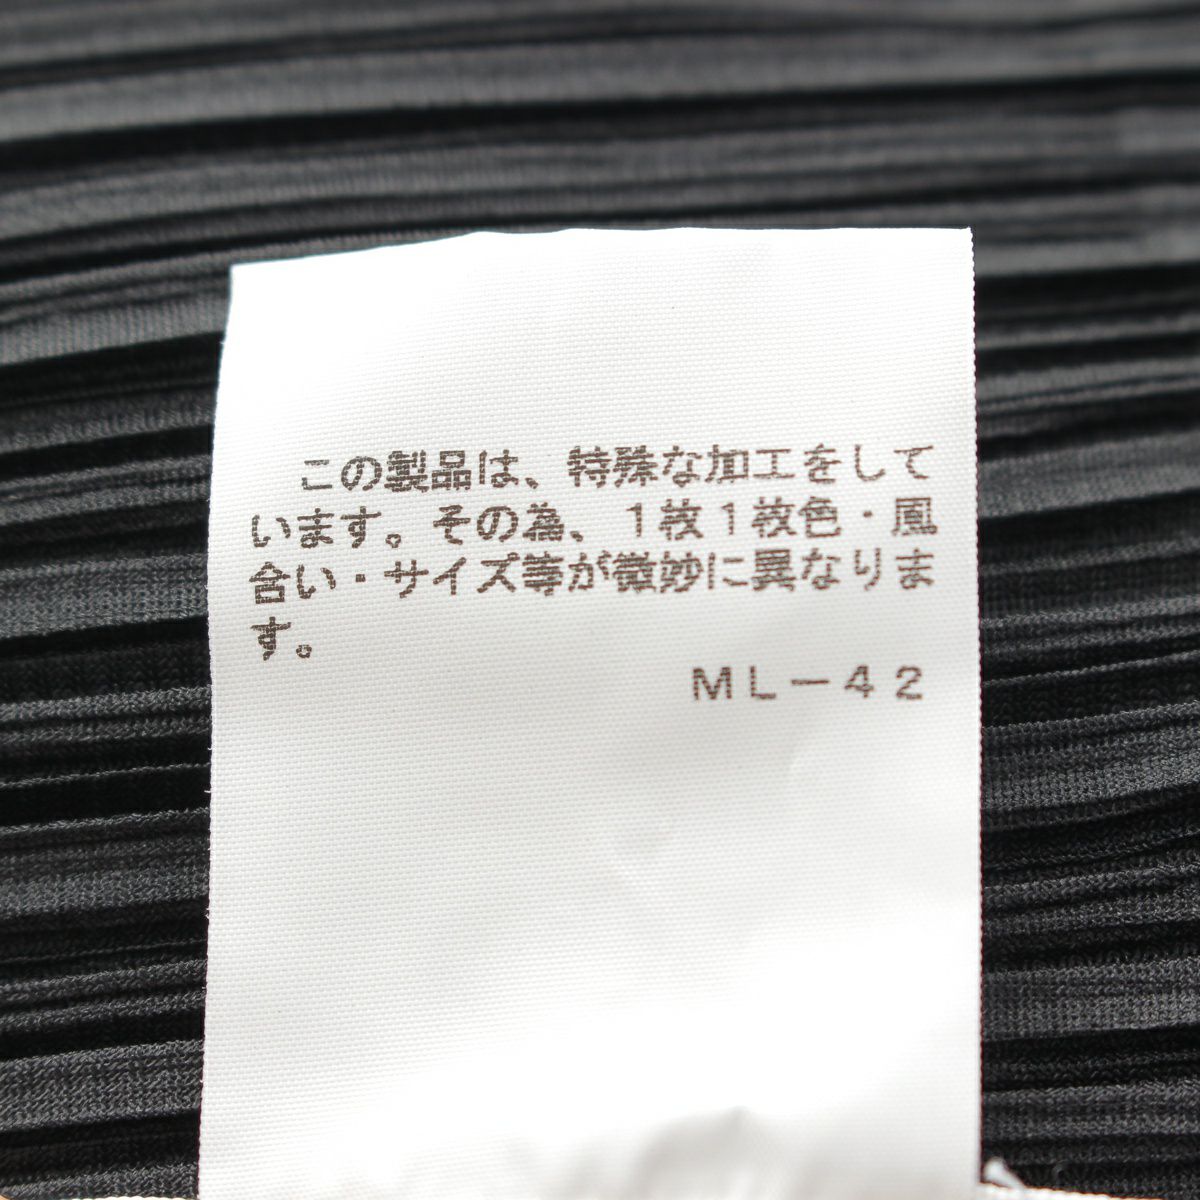 この製品は、特殊な加工をして
います。その為、１枚１枚色・風
合い・サイズ等が微妙に異なりま
す。
ＭＬ－４２